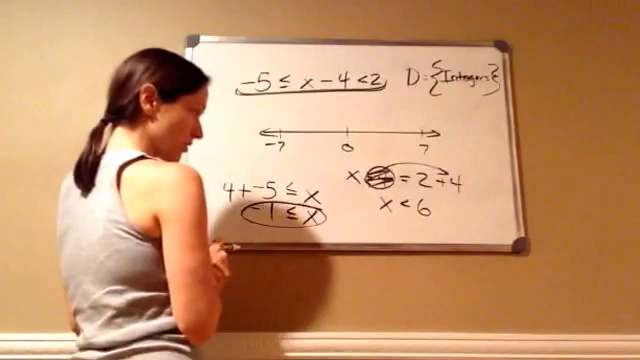 -5 ≤ x - 4 < 2 D = {Integers}
-7 0 7
4 + -5 ≤ x
-1 ≤ x
x = 2 + 4
x < 6